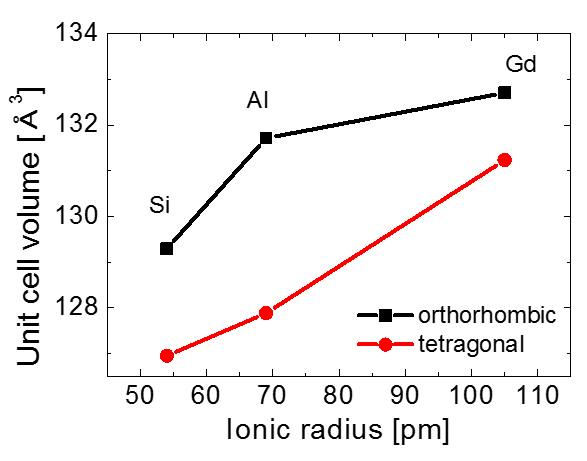 134
132
130
128
Unit cell volume [Å³]
Si
Al
Gd
orthorhombic
tetragonal
50 60 70 80 90 100 110
Ionic radius [pm]